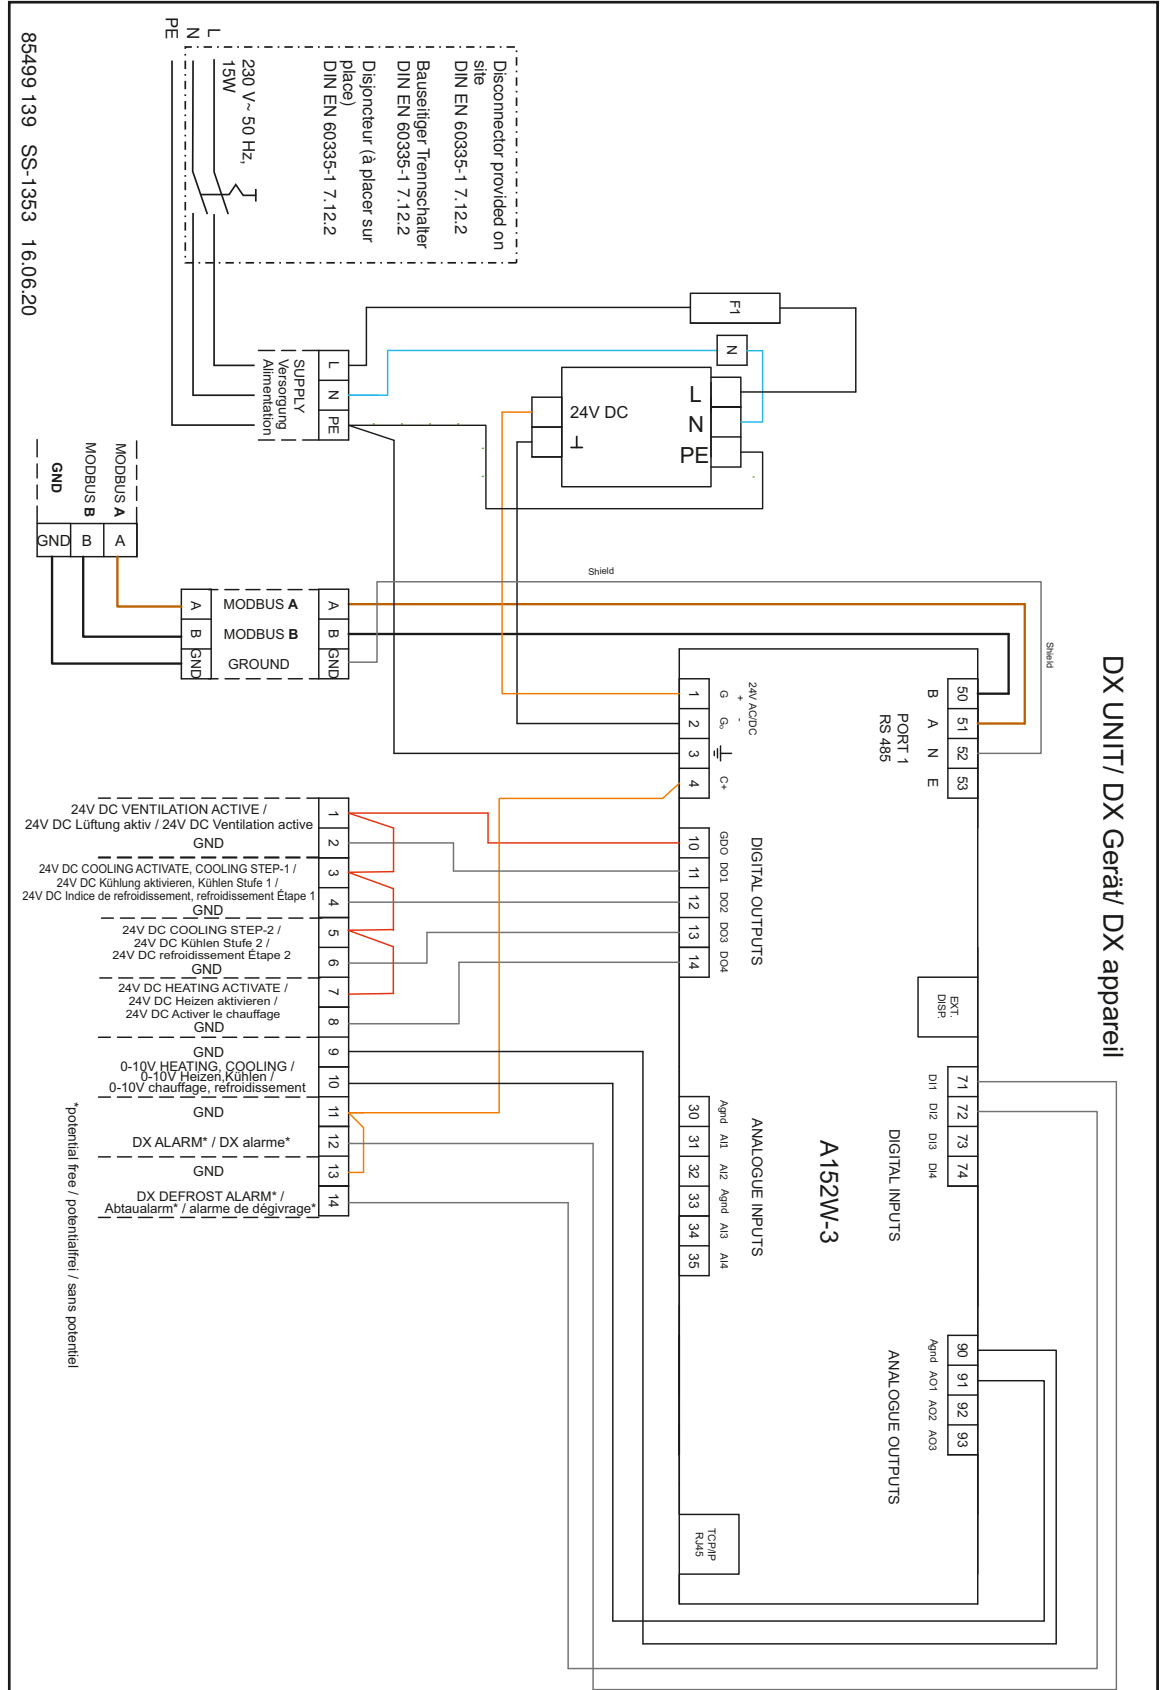 DX UNIT/ DX Gerät/ DX appareil
L
N
PE
230 V~ 50 Hz,
15W
Disconnector provided on
site
DIN EN 60335-1 7.12.2
Bauseitiger Trennschalter
DIN EN 60335-1 7.12.2
Disjoncteur (à placer sur
place)
DIN EN 60335-1 7.12.2
85499 139 SS-1353 16.06.20
SUPPLY
Versorgung
Alimentation
L
N
PE
F1
N
L
N
PE
24V DC
⊥
MODBUS A
MODBUS B
GND
A
B
GND
A
B
GND
MODBUS A
MODBUS B
GROUND
A
B
GND
Shield
Shield
50
51
52
53
B
A
N
E
PORT 1
RS 485
24V AC/DC
+
-
G
G0
C+
1
2
3
4
DIGITAL OUTPUTS
GDO
DO1
DO2
DO3
DO4
10
11
12
13
14
EXT.
DISP.
A152W-3
71
72
73
74
DI1
DI2
DI3
DI4
DIGITAL INPUTS
ANALOGUE INPUTS
Agnd
AI1
AI2
Agnd
AI3
AI4
30
31
32
33
34
35
90
91
92
93
Agnd
AO1
AO2
AO3
ANALOGUE OUTPUTS
TCP/IP
RJ45
24V DC VENTILATION ACTIVE /
24V DC Lüftung aktiv / 24V DC Ventilation active
GND
24V DC COOLING ACTIVATE, COOLING STEP-1 /
24V DC Kühlung aktivieren, Kühlen Stufe 1 /
24V DC Indice de refroidissement, refroidissement Étape 1
GND
24V DC COOLING STEP-2 /
24V DC Kühlen Stufe 2 /
24V DC refroidissement Étape 2
GND
24V DC HEATING ACTIVATE /
24V DC Heizen aktivieren /
24V DC Activer le chauffage
GND
GND
0-10V HEATING, COOLING /
0-10V Heizen,Kühlen /
0-10V chauffage, refroidissement
GND
DX ALARM* / DX alarme*
GND
DX DEFROST ALARM* /
Abtaualarm* / alarme de dégivrage*
1
2
3
4
5
6
7
8
9
10
11
12
13
14
*potential free / potentialfrei / sans potentiel